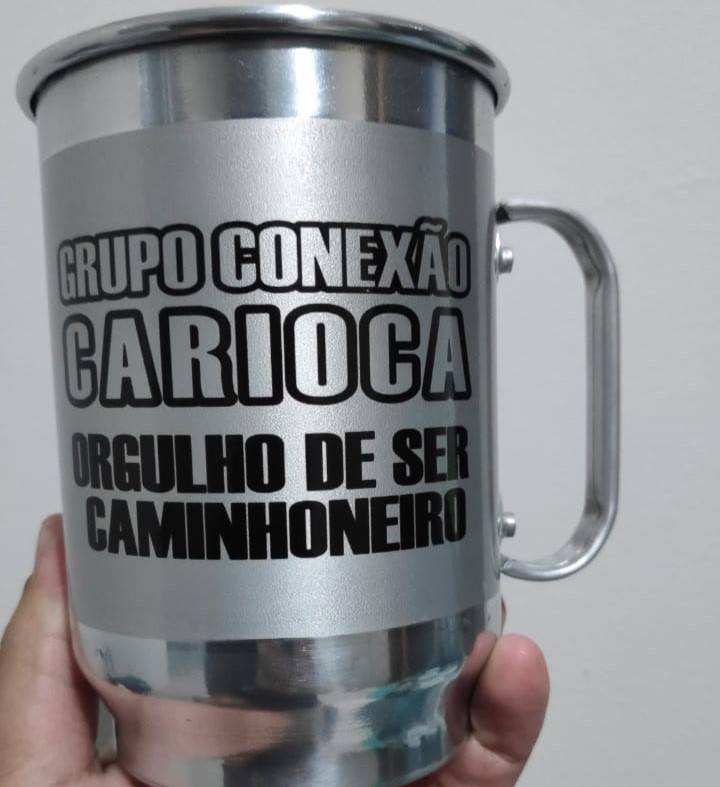 GRUPO CONEXÃO
CARIOCA
ORGULHO DE SER
CAMINHONEIRO